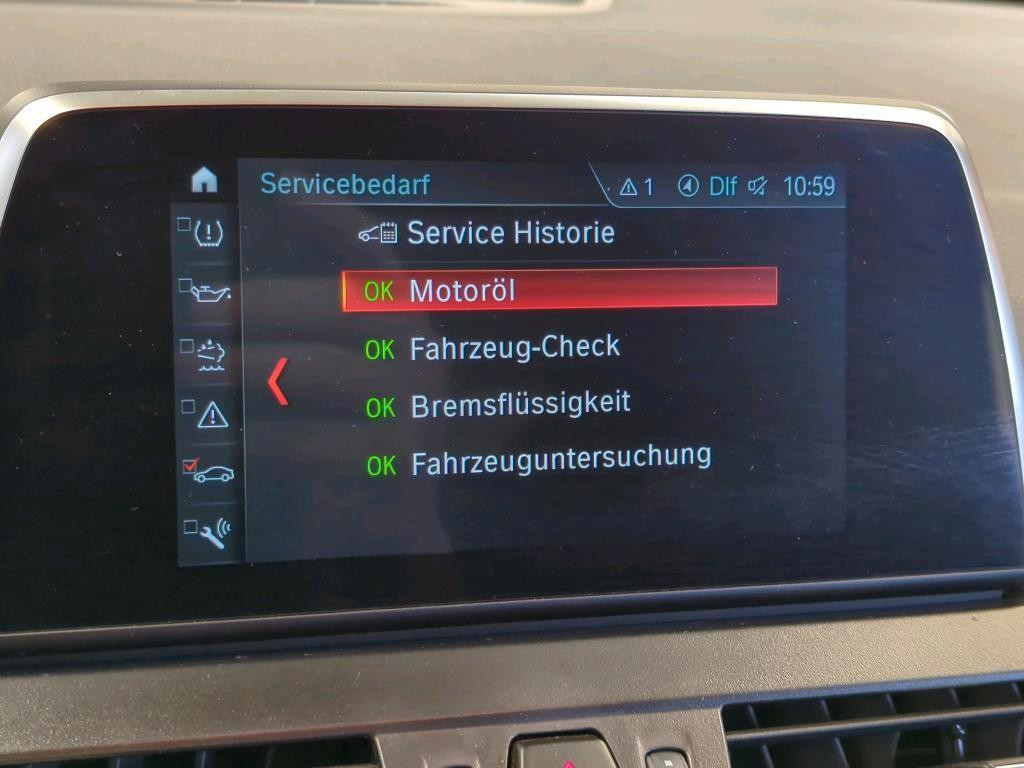 Servicebedarf
1 Dlf 10:59
Service Historie
OK Motoröl
OK Fahrzeug-Check
OK Bremsflüssigkeit
OK Fahrzeuguntersuchung